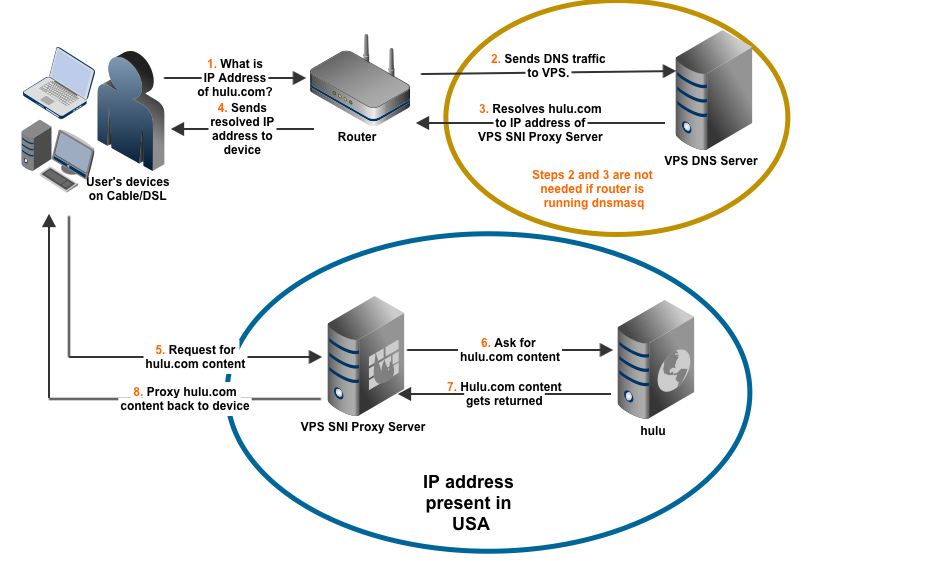 1. What is
IP Address
of hulu.com?
2. Sends DNS traffic
to VPS.
4. Sends
resolved IP
address to
device
3. Resolves hulu.com
to IP address of
VPS SNI Proxy Server
Router
VPS DNS Server
User's devices
on Cable/DSL
Steps 2 and 3 are not
needed if router is
running dnsmasq
5. Request for
hulu.com content
6. Ask for
hulu.com content
8. Proxy hulu.com
content back to device
7. Hulu.com content
gets returned
VPS SNI Proxy Server
hulu
IP address
present in
USA